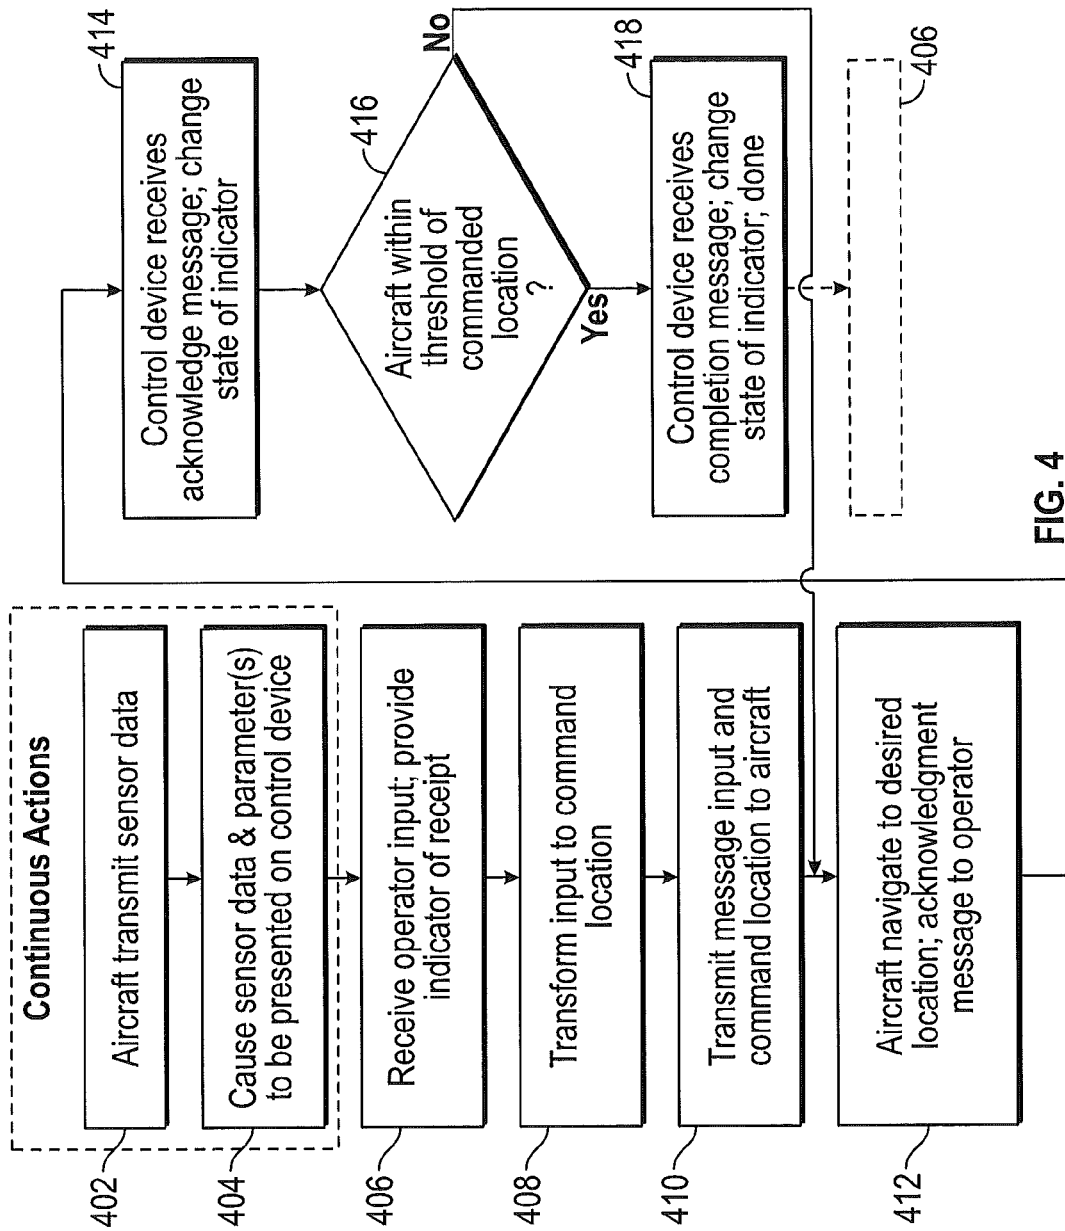 Continuous Actions
402
Aircraft transmit sensor data
404
Cause sensor data & parameter(s)
to be presented on control device
406
Receive operator input; provide
indicator of receipt
408
Transform input to command
location
410
Transmit message input and
command location to aircraft
412
Aircraft navigate to desired
location; acknowledgment
message to operator
414
Control device receives
acknowledge message; change
state of indicator
416
Aircraft within
threshold of
commanded
location
?
No
Yes
418
Control device receives
completion message; change
state of indicator; done
406
FIG. 4